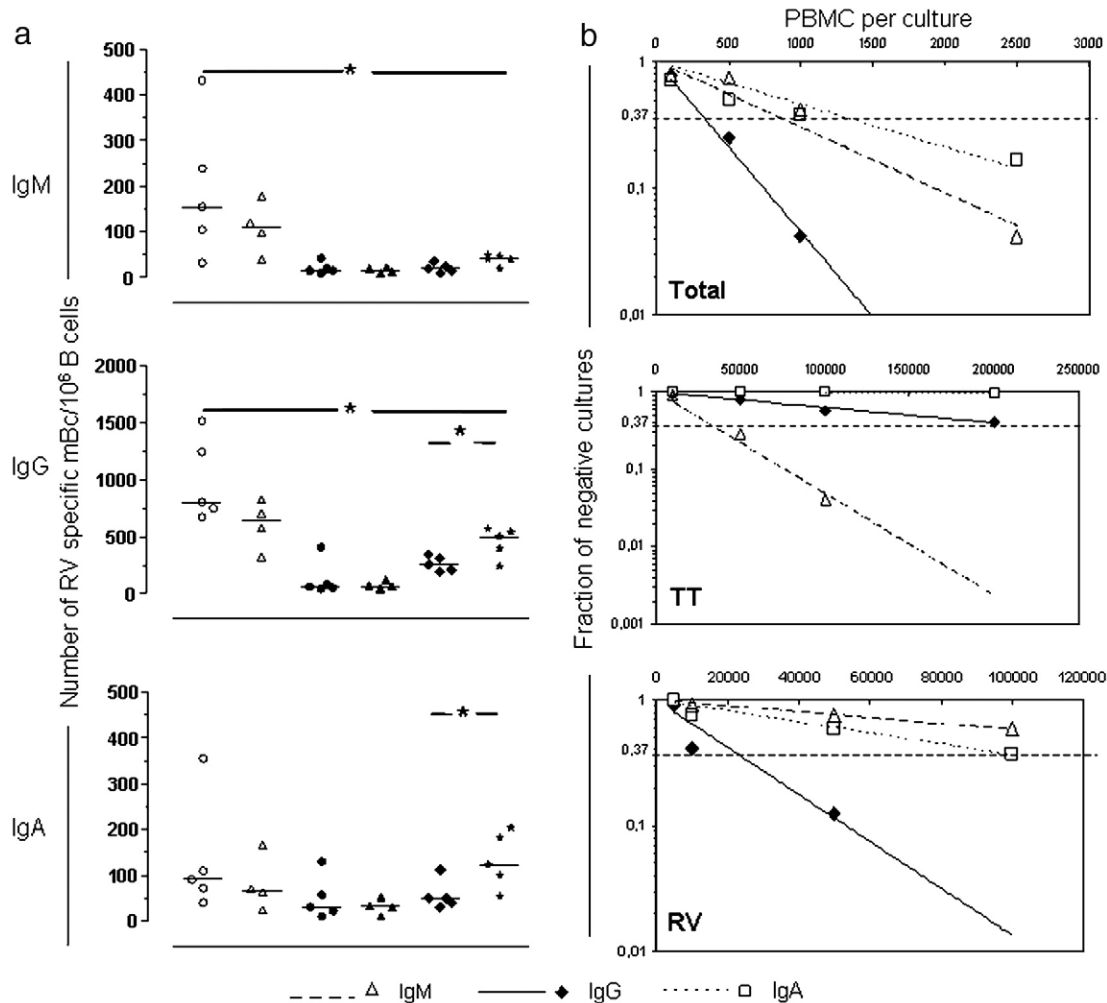 a
Number of RV specific mBc/10⁶ B cells
IgM
500
400
300
200
100
0
*
IgG
2000
1500
1000
500
0
*
*
IgA
500
400
300
200
100
0
*
b
PBMC per culture
Fraction of negative cultures
0 500 1000 1500 2000 2500 3000
1
0,37
0,1
0,01
Total
0 50000 100000 150000 200000 250000
1
0,37
0,1
0,01
0,001
TT
0 20000 40000 60000 80000 100000 120000
1
0,37
0,1
0,01
RV
IgM IgG IgA